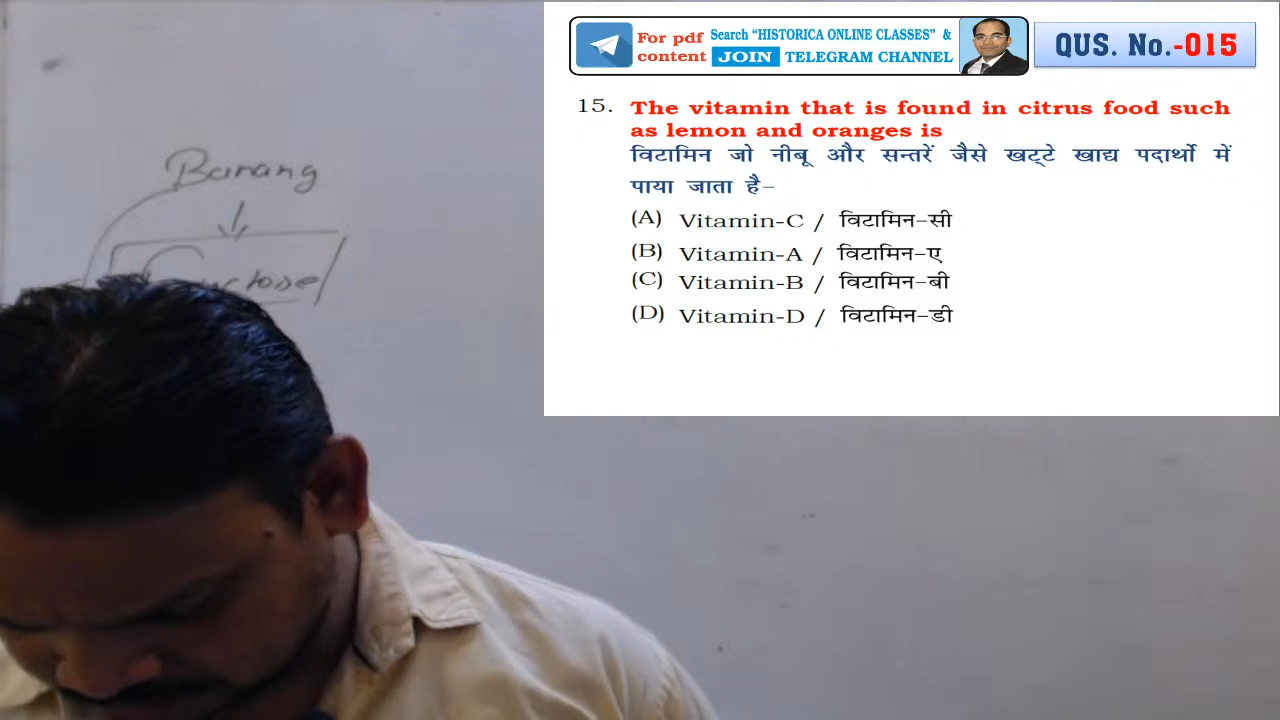 For pdf content
Search “HISTORICA ONLINE CLASSES” &
JOIN TELEGRAM CHANNEL
QUS. No.-015
15. The vitamin that is found in citrus food such
as lemon and oranges is
विटामिन जो नीबू और सन्तरें जैसे खट्टे खाद्य पदार्थो में
पाया जाता है–
(A) Vitamin-C / विटामिन–सी
(B) Vitamin-A / विटामिन–ए
(C) Vitamin-B / विटामिन–बी
(D) Vitamin-D / विटामिन–डी